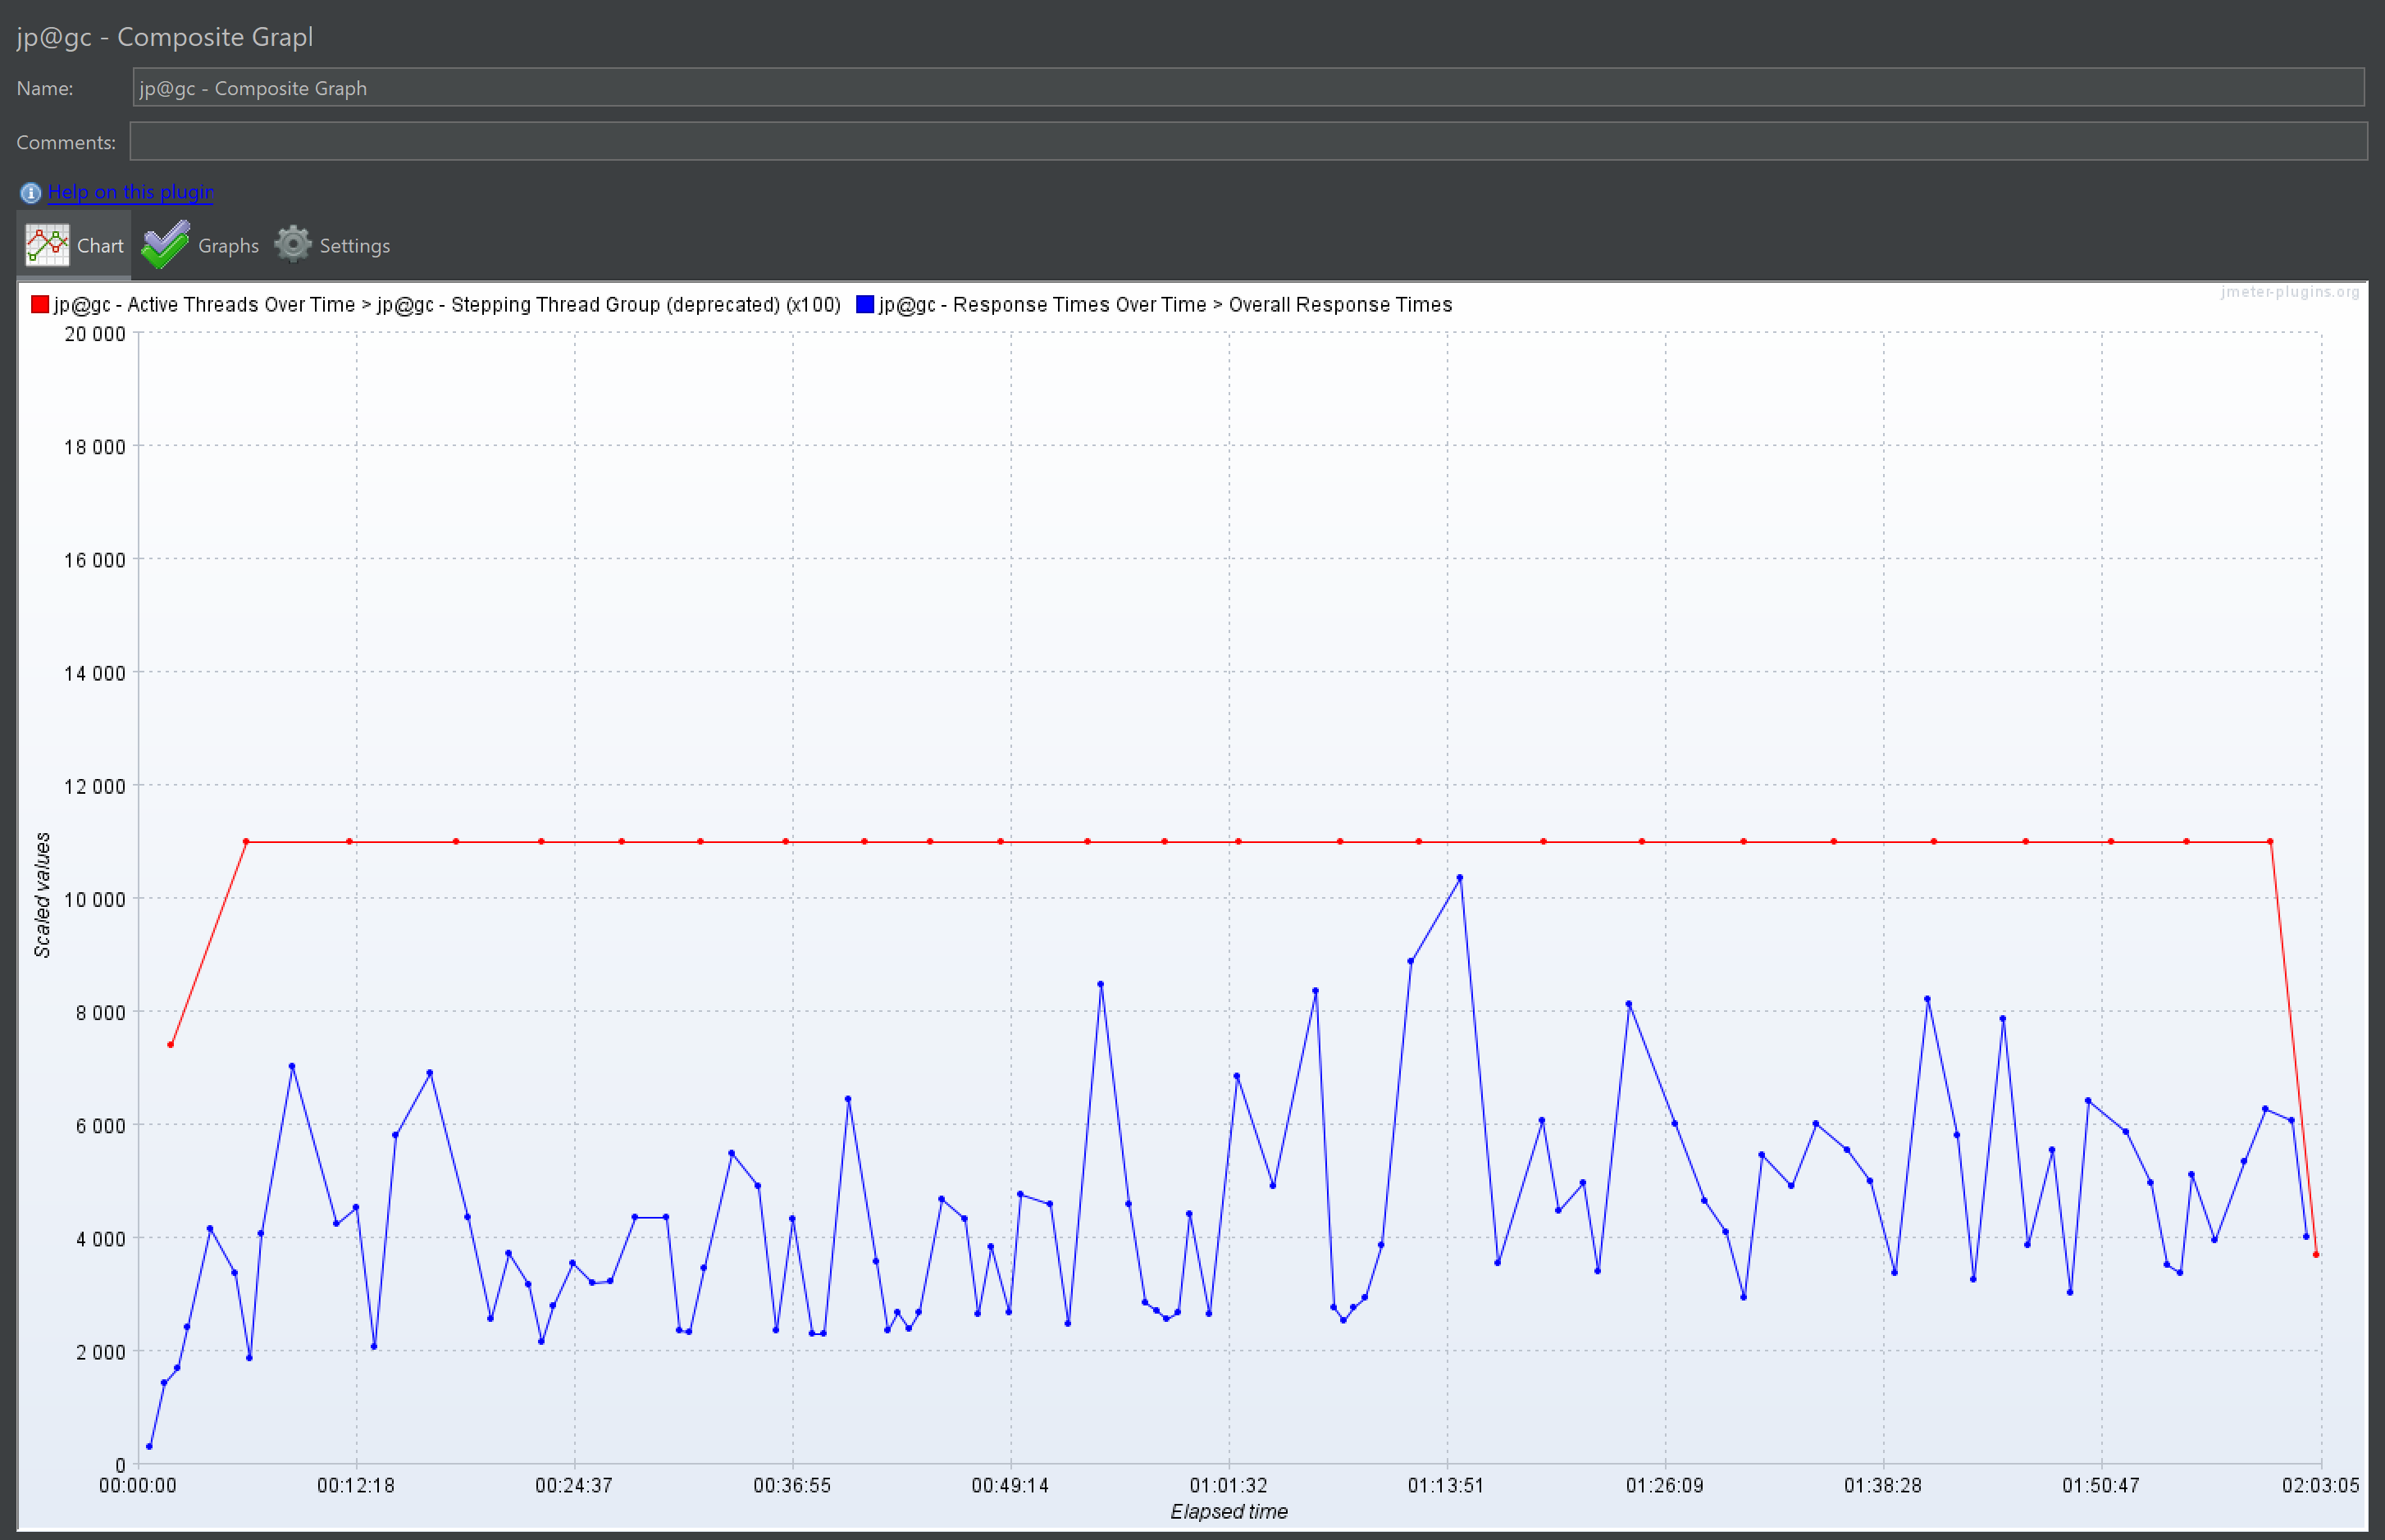 jp@gc - Composite Grapl
Name: jp@gc - Composite Graph
Comments:
Help on this plugin
Chart Graphs Settings
jp@gc - Active Threads Over Time > jp@gc - Stepping Thread Group (deprecated) (x100) jp@gc - Response Times Over Time > Overall Response Times
jmeter-plugins.org
20 000
18 000
16 000
14 000
12 000
10 000
8 000
6 000
4 000
2 000
0
Scaled values
00:00:00 00:12:18 00:24:37 00:36:55 00:49:14 01:01:32 01:13:51 01:26:09 01:38:28 01:50:47 02:03:05
Elapsed time